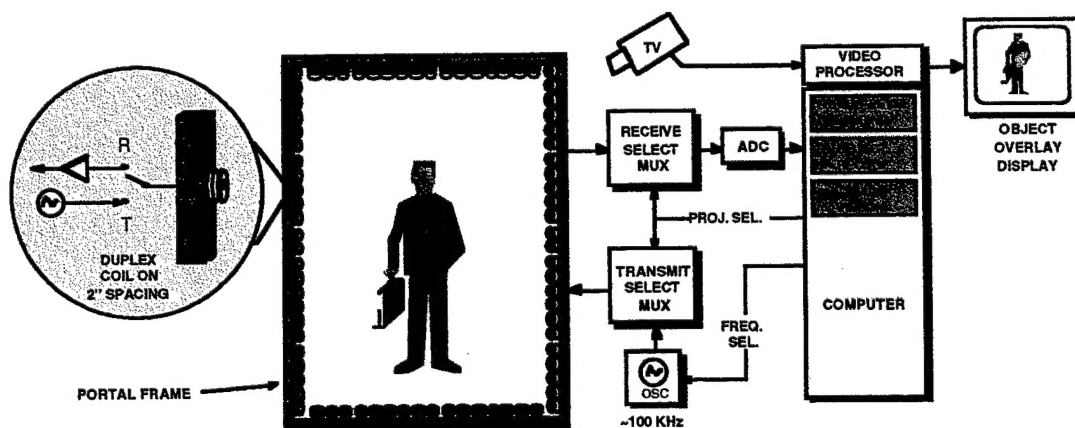 R
T
DUPLEX
COIL ON
2" SPACING
PORTAL FRAME
TV
RECEIVE
SELECT
MUX
ADC
PROJ. SEL.
TRANSMIT
SELECT
MUX
FREQ.
SEL.
OSC
~100 KHz
VIDEO
PROCESSOR
COMPUTER
OBJECT
OVERLAY
DISPLAY